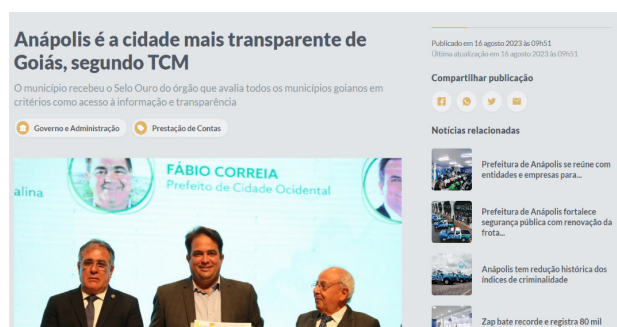 Anápolis é a cidade mais transparente de
Goiás, segundo TCM
O município recebeu o Selo Ouro do órgão que avalia todos os municípios goianos em
critérios como acesso à informação e transparência
Governo e Administração
Prestação de Contas
alina
FÁBIO CORREIA
Prefeito de Cidade Ocidental
Publicado em 16 agosto 2023 às 09h51
Última atualização em 16 agosto 2023 às 09h51
Compartilhar publicação
Notícias relacionadas
Prefeitura de Anápolis se reúne com
entidades e empresas para...
Prefeitura de Anápolis fortalece
segurança pública com renovação da
frota...
Anápolis tem redução histórica dos
índices de criminalidade
Zap bate recorde e registra 80 mil